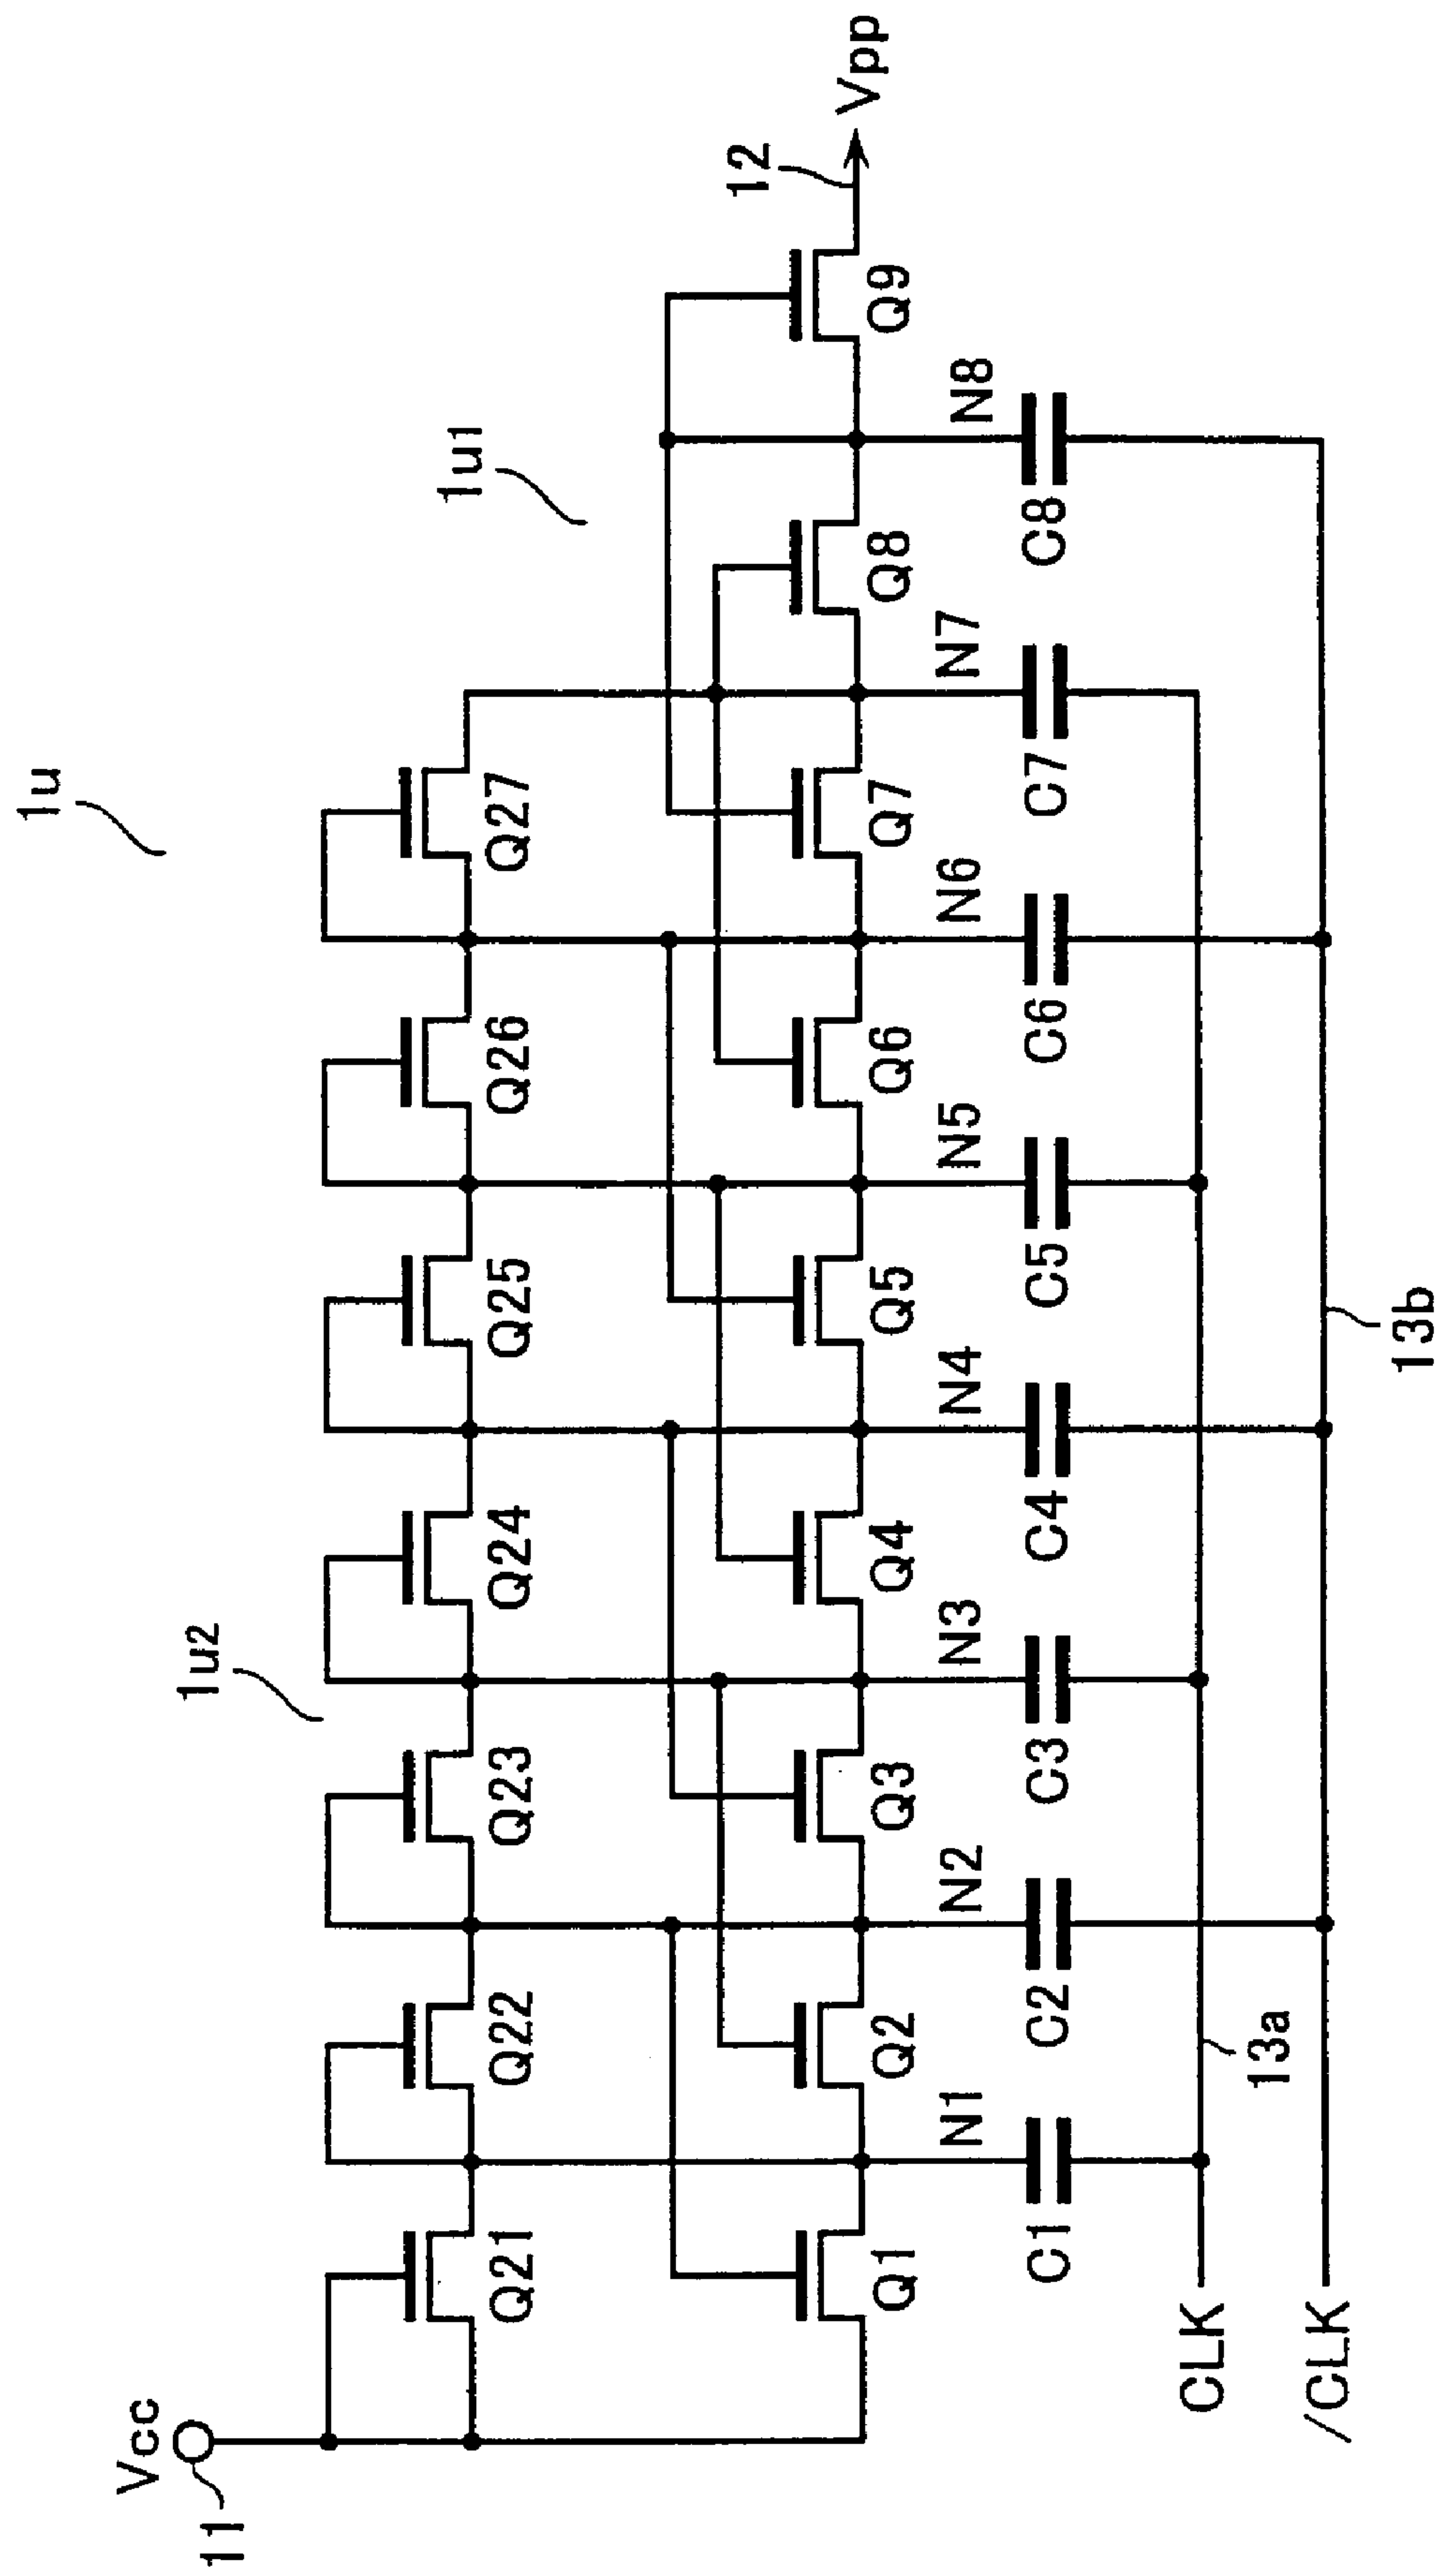 1u
1u1
1u2
Vcc
11
Q21
Q22
Q23
Q24
Q25
Q26
Q27
12
Vpp
Q1
Q2
Q3
Q4
Q5
Q6
Q7
Q8
Q9
N1
N2
N3
N4
N5
N6
N7
N8
C1
C2
C3
C4
C5
C6
C7
C8
CLK
13a
/CLK
13b